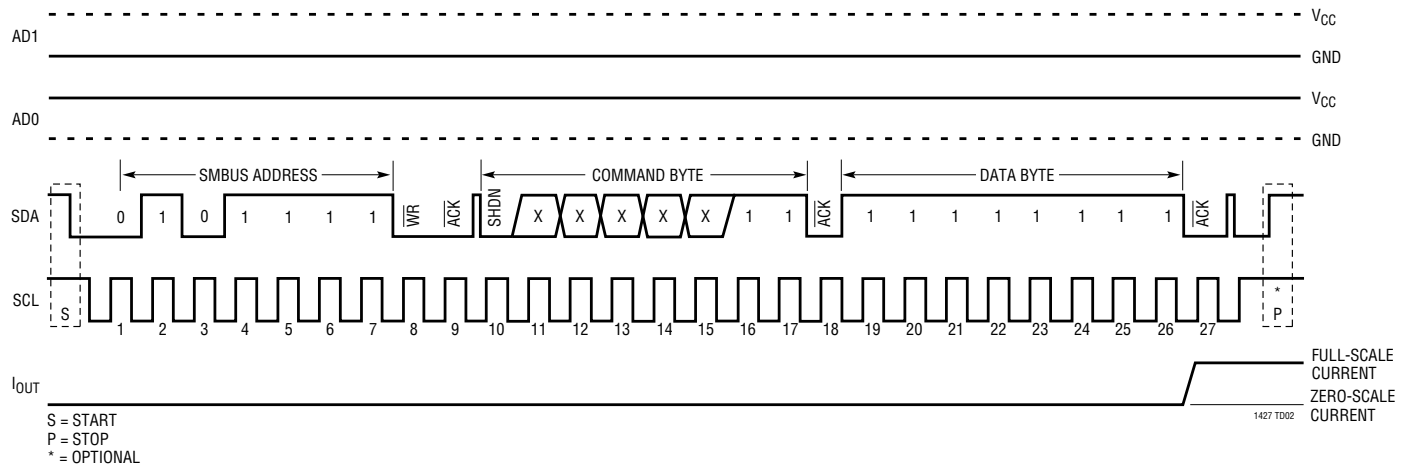 AD1
V_CC
GND
AD0
V_CC
GND
SMBUS ADDRESS COMMAND BYTE DATA BYTE
SDA 0 1 0 1 1 1 1 WR ACK SHDN X X X X X 1 1 ACK 1 1 1 1 1 1 1 1 ACK
SCL
S * P
1 2 3 4 5 6 7 8 9 10 11 12 13 14 15 16 17 18 19 20 21 22 23 24 25 26 27
I_OUT
FULL-SCALE
CURRENT
ZERO-SCALE
CURRENT
1427 TD02
S = START
P = STOP
* = OPTIONAL